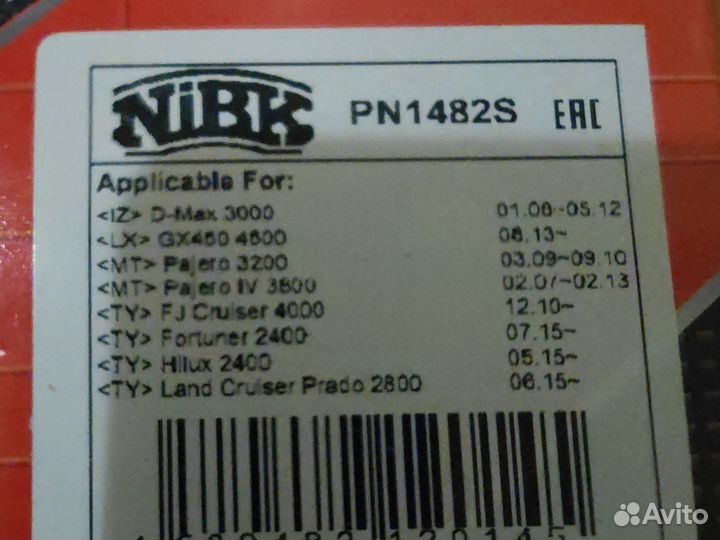 NiBK PN1482S EAC
Applicable For:
<IZ> D-Max 3000 01.06~05.12
<LX> GX460 4600 08.13~
<MT> Pajero 3200 03.09~09.10
<MT> Pajero IV 3800 02.07~02.13
<TY> FJ Cruiser 4000 12.10~
<TY> Fortuner 2400 07.15~
<TY> Hilux 2400 05.15~
<TY> Land Cruiser Prado 2800 06.15~
Avito